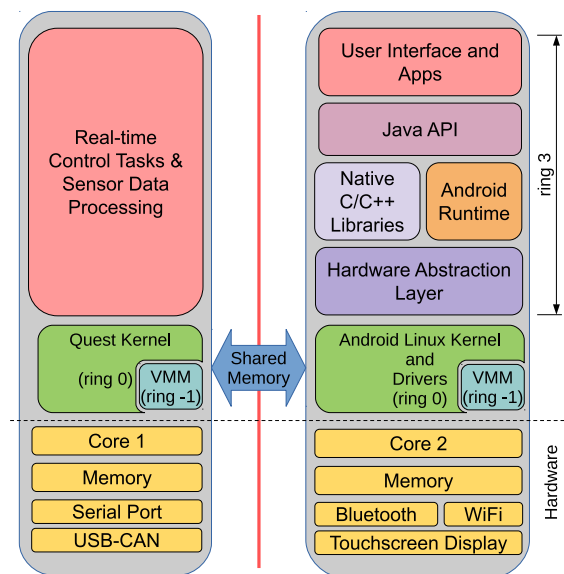 Real-time
Control Tasks &
Sensor Data
Processing
Quest Kernel
(ring 0)
VMM
(ring -1)
Core 1
Memory
Serial Port
USB-CAN
Shared
Memory
User Interface and
Apps
Java API
Native
C/C++
Libraries
Android
Runtime
Hardware Abstraction
Layer
Android Linux Kernel
and
Drivers
(ring 0)
VMM
(ring -1)
Core 2
Memory
Bluetooth
WiFi
Touchscreen Display
ring 3
Hardware